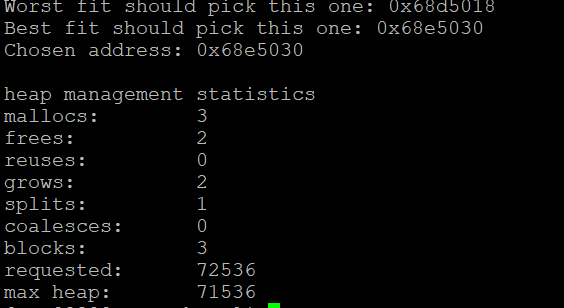 Worst fit should pick this one: 0x68d5018
Best fit should pick this one: 0x68e5030
Chosen address: 0x68e5030
heap management statistics
mallocs: 3
frees: 2
reuses: 0
grows: 2
splits: 1
coalesces: 0
blocks: 3
requested: 72536
max heap: 71536